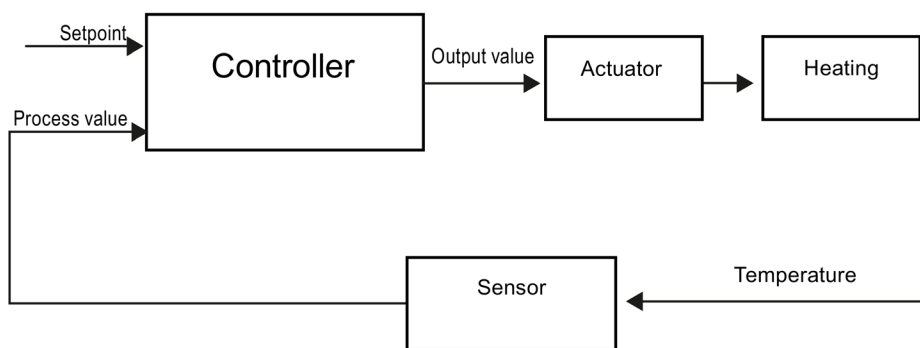 Setpoint
Controller
Output value
Actuator
Heating
Process value
Sensor
Temperature